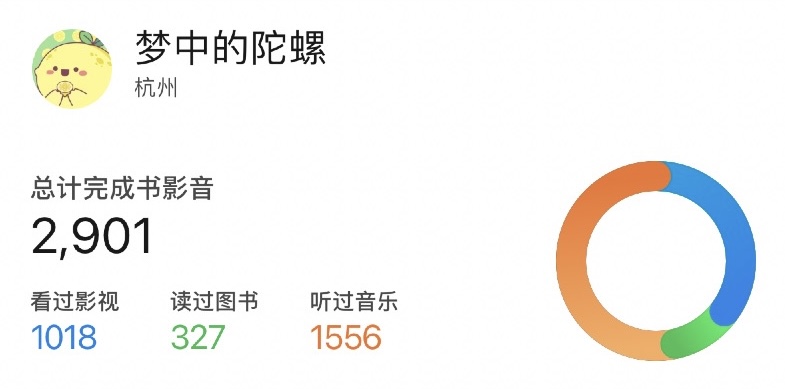 梦中的陀螺
杭州
总计完成书影音
2,901
看过影视 读过图书 听过音乐
1018 327 1556